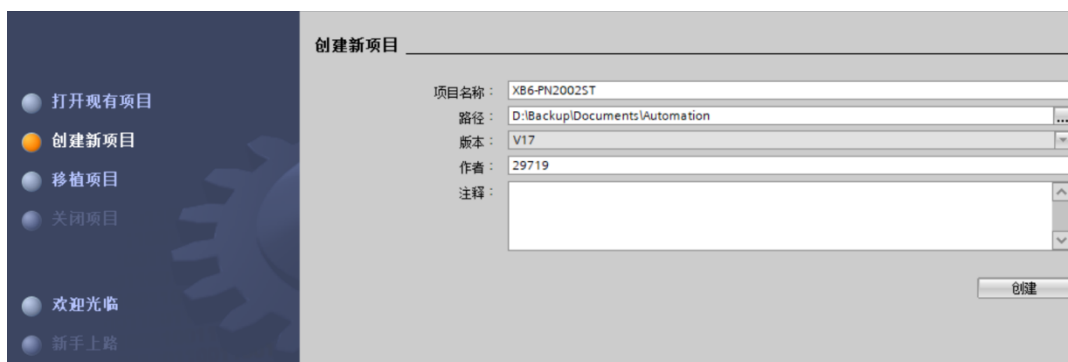 打开现有项目
创建新项目
移植项目
关闭项目
欢迎光临
新手上路
创建新项目
项目名称： XB6-PN2002ST
路径： D:\Backup\Documents\Automation
...
版本： V17
作者： 29719
注释：
创建